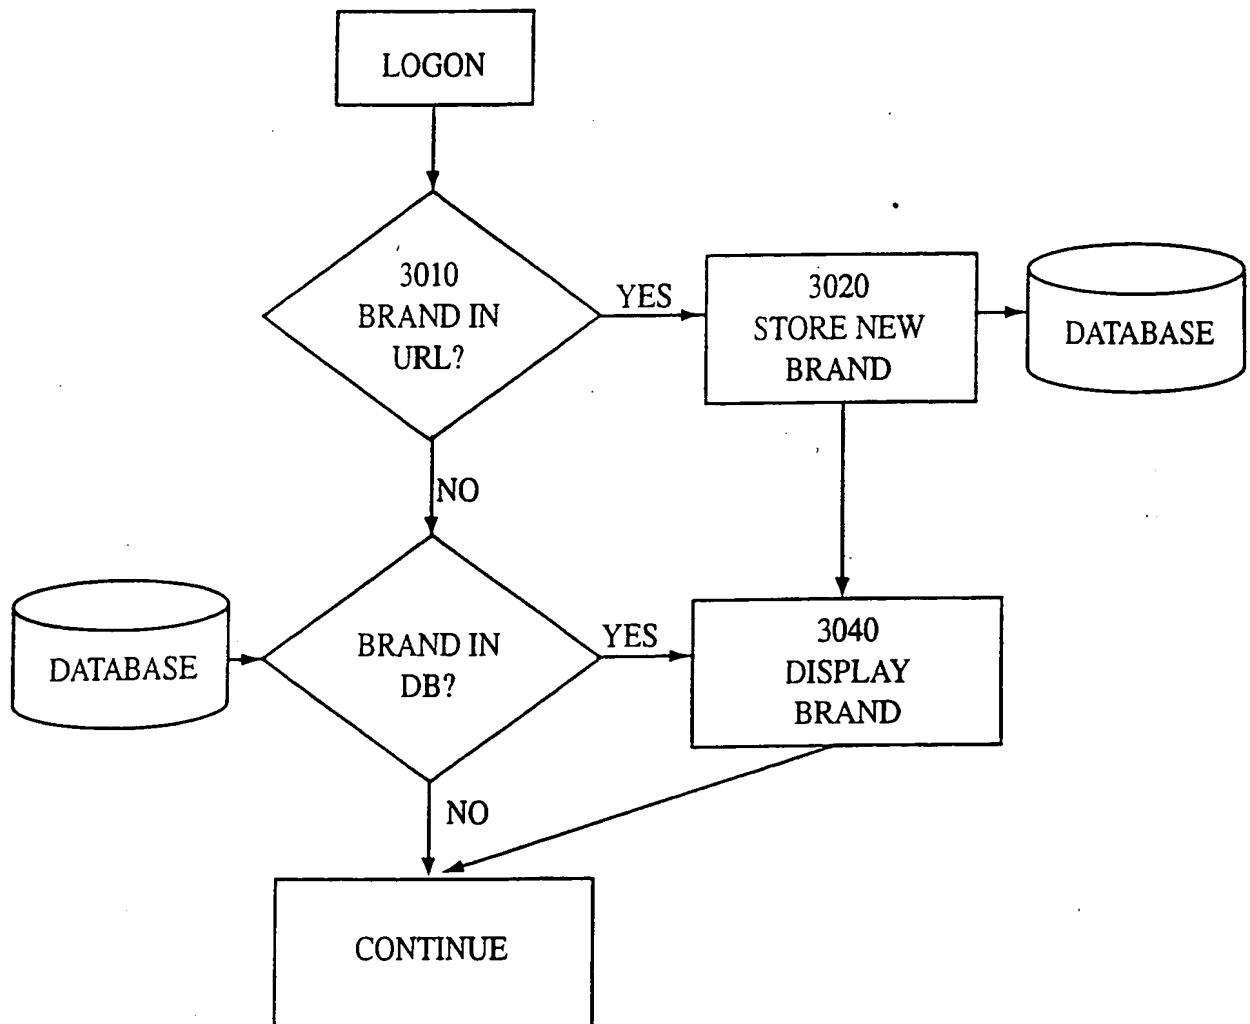 LOGON
3010
BRAND IN
URL?
YES
3020
STORE NEW
BRAND
DATABASE
NO
DATABASE
BRAND IN
DB?
YES
3040
DISPLAY
BRAND
NO
CONTINUE